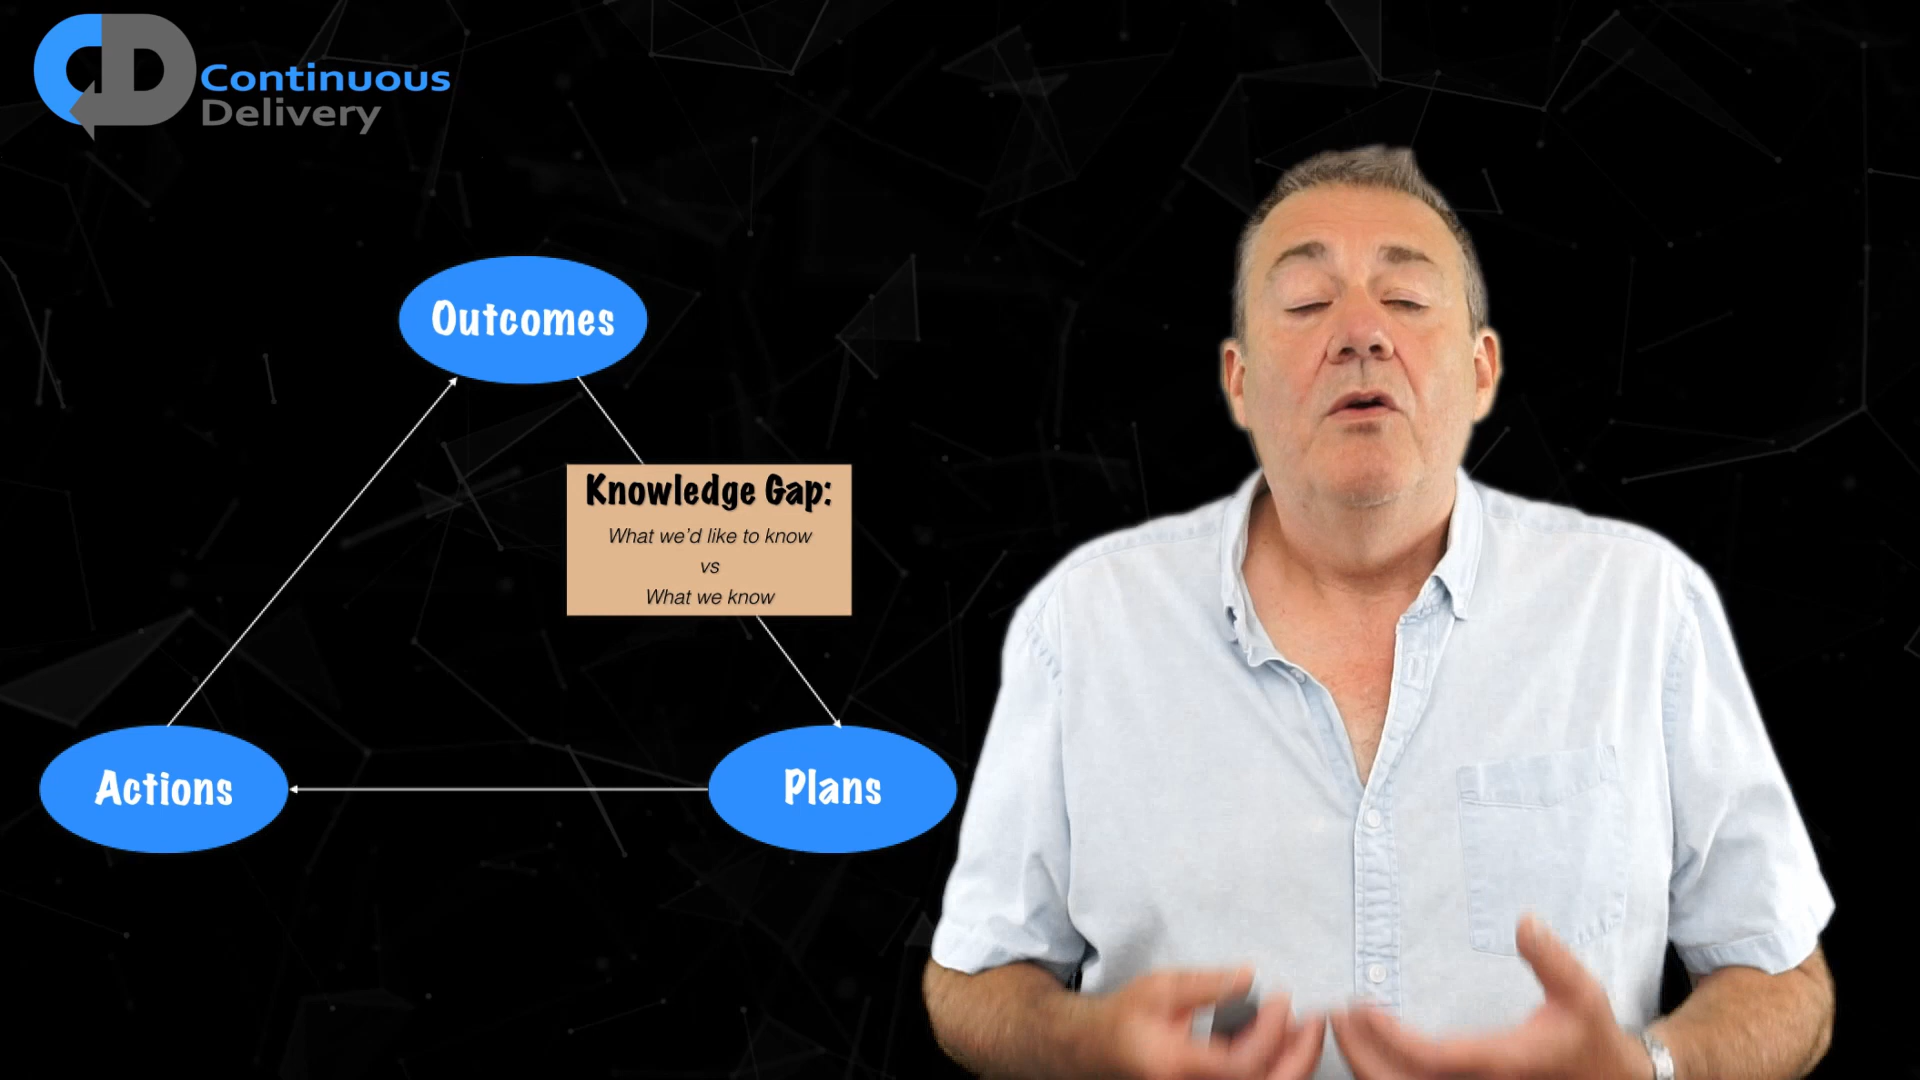 Continuous
Delivery
Outcomes
Knowledge Gap:
What we'd like to know
vs
What we know
Actions
Plans